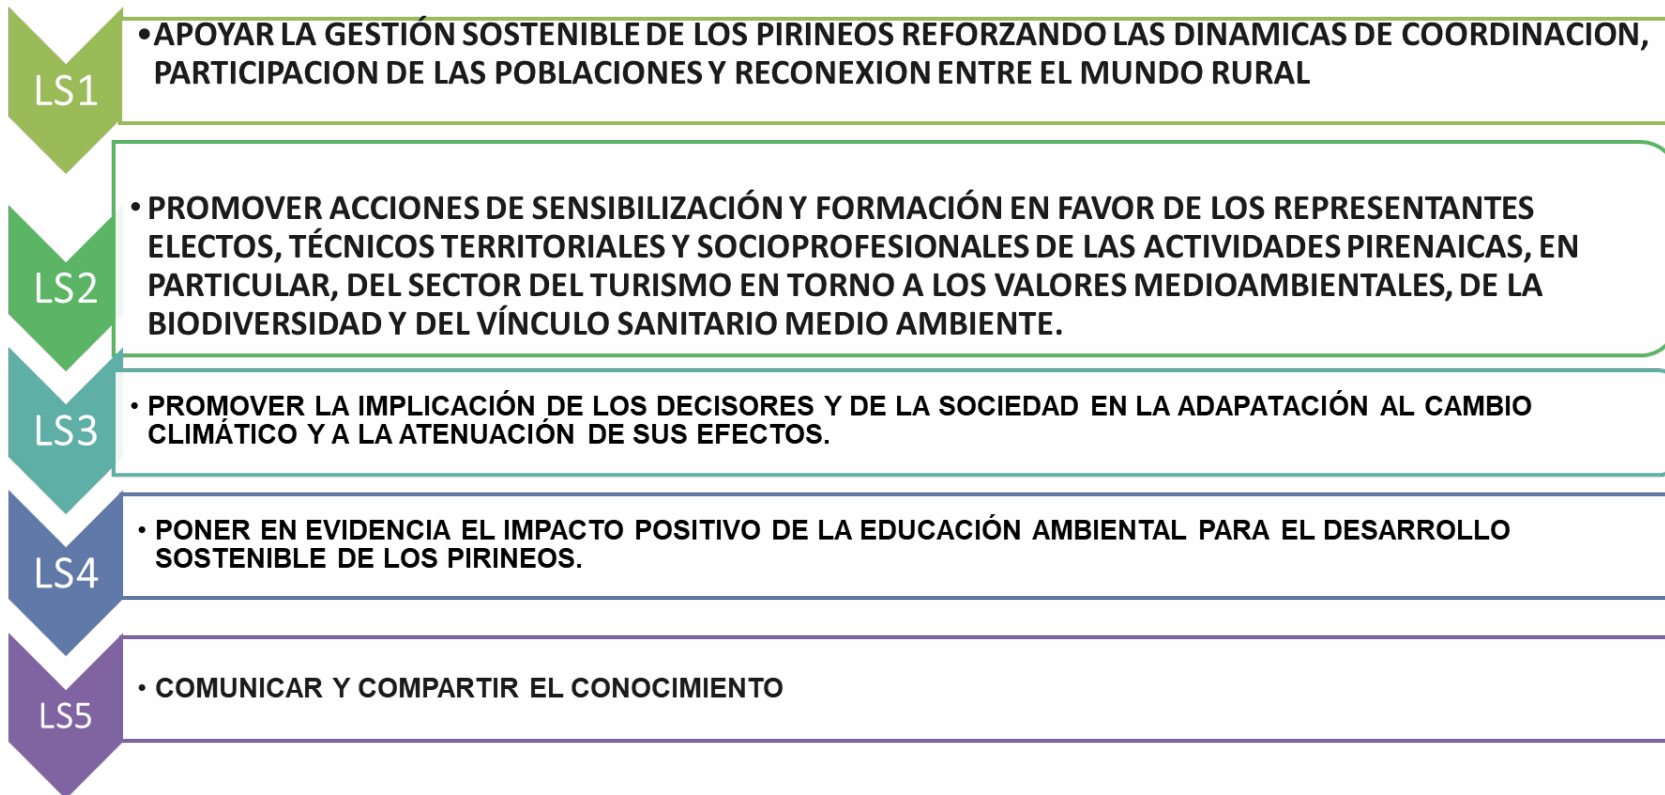 LS1
•APOYAR LA GESTIÓN SOSTENIBLE DE LOS PIRINEOS REFORZANDO LAS DINAMICAS DE COORDINACION,
PARTICIPACION DE LAS POBLACIONES Y RECONEXION ENTRE EL MUNDO RURAL
LS2
• PROMOVER ACCIONES DE SENSIBILIZACIÓN Y FORMACIÓN EN FAVOR DE LOS REPRESENTANTES
ELECTOS, TÉCNICOS TERRITORIALES Y SOCIOPROFESIONALES DE LAS ACTIVIDADES PIRENAICAS, EN
PARTICULAR, DEL SECTOR DEL TURISMO EN TORNO A LOS VALORES MEDIOAMBIENTALES, DE LA
BIODIVERSIDAD Y DEL VÍNCULO SANITARIO MEDIO AMBIENTE.
LS3
• PROMOVER LA IMPLICACIÓN DE LOS DECISORES Y DE LA SOCIEDAD EN LA ADAPATACIÓN AL CAMBIO
CLIMÁTICO Y A LA ATENUACIÓN DE SUS EFECTOS.
LS4
• PONER EN EVIDENCIA EL IMPACTO POSITIVO DE LA EDUCACIÓN AMBIENTAL PARA EL DESARROLLO
SOSTENIBLE DE LOS PIRINEOS.
LS5
• COMUNICAR Y COMPARTIR EL CONOCIMIENTO